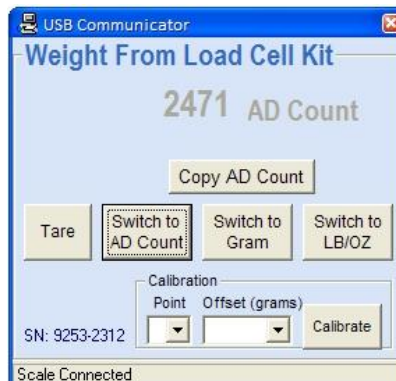 USB Communicator
Weight From Load Cell Kit
2471 AD Count
Copy AD Count
Tare
Switch to
AD Count
Switch to
Gram
Switch to
LB/OZ
Calibration
Point Offset (grams)
Calibrate
SN: 9253-2312
Scale Connected